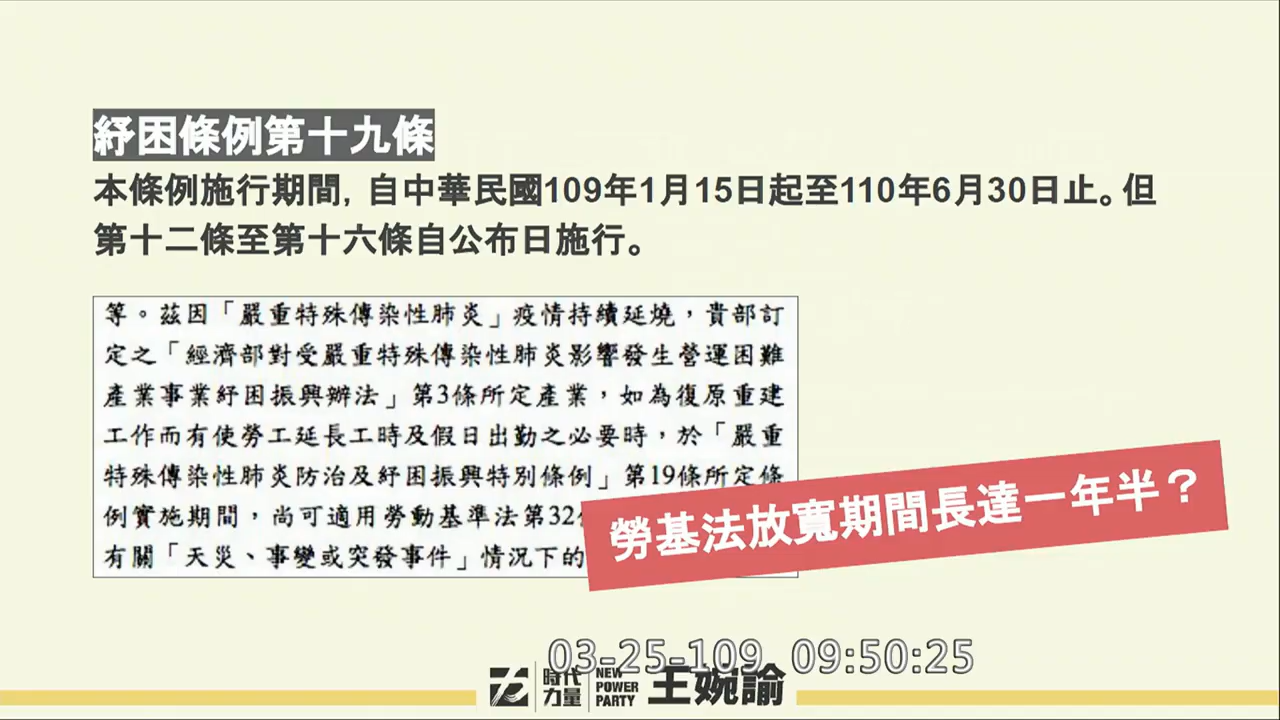 紓困條例第十九條
本條例施行期間，自中華民國109年1月15日起至110年6月30日止。但
第十二條至第十六條自公布日施行。
等。茲因「嚴重特殊傳染性肺炎」疫情持續延燒，貴部訂
定之「經濟部對受嚴重特殊傳染性肺炎影響發生營運困難
產業事業紓困振興辦法」第3條所定產業，如為復原重建
工作而有使勞工延長工時及假日出勤之必要時，於「嚴重
特殊傳染性肺炎防治及紓困振興特別條例」第19條所定條
例實施期間，尚可適用勞動基準法第32
有關「天災、事變或突發事件」情況下的
勞基法放寬期間長達一年半？
03-25-109 09:50:25
時代力量 NEW POWER PARTY 王婉諭